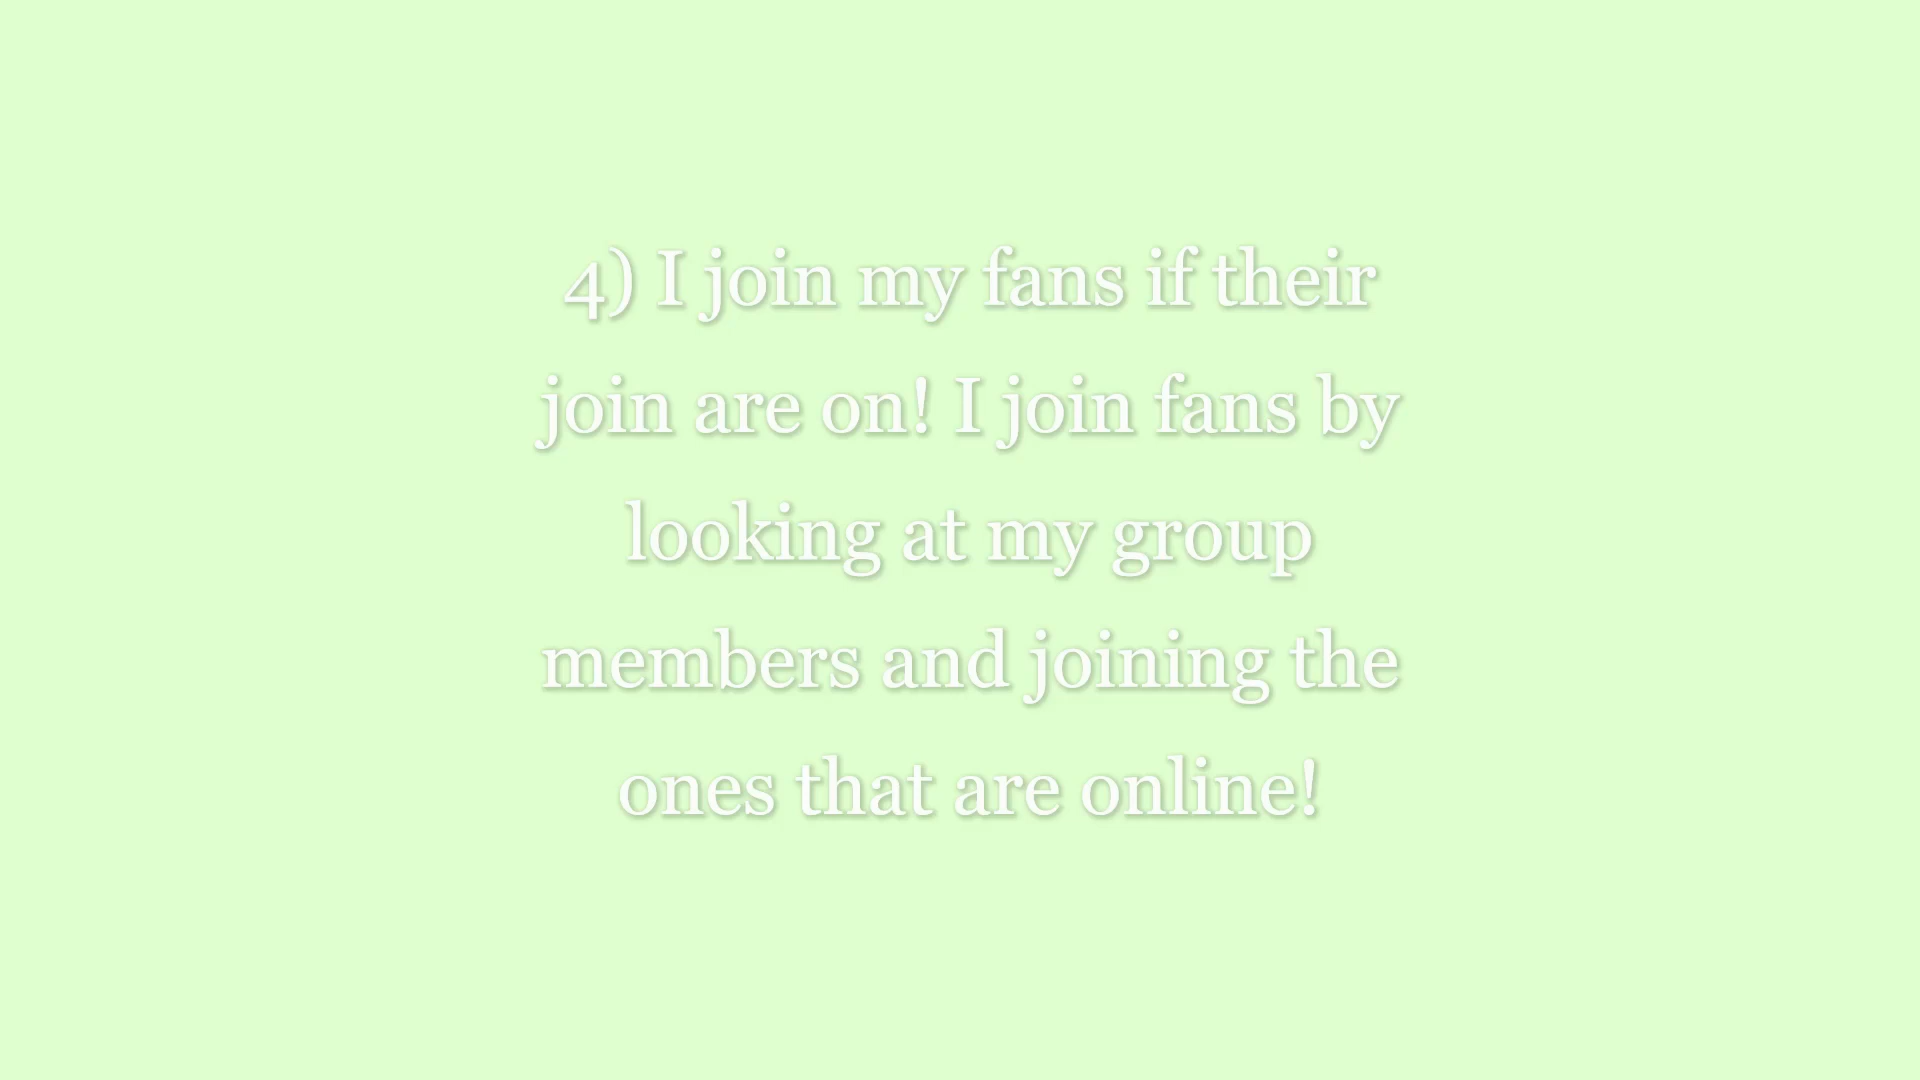 4) I join my fans if their
join are on! I join fans by
looking at my group
members and joining the
ones that are online!